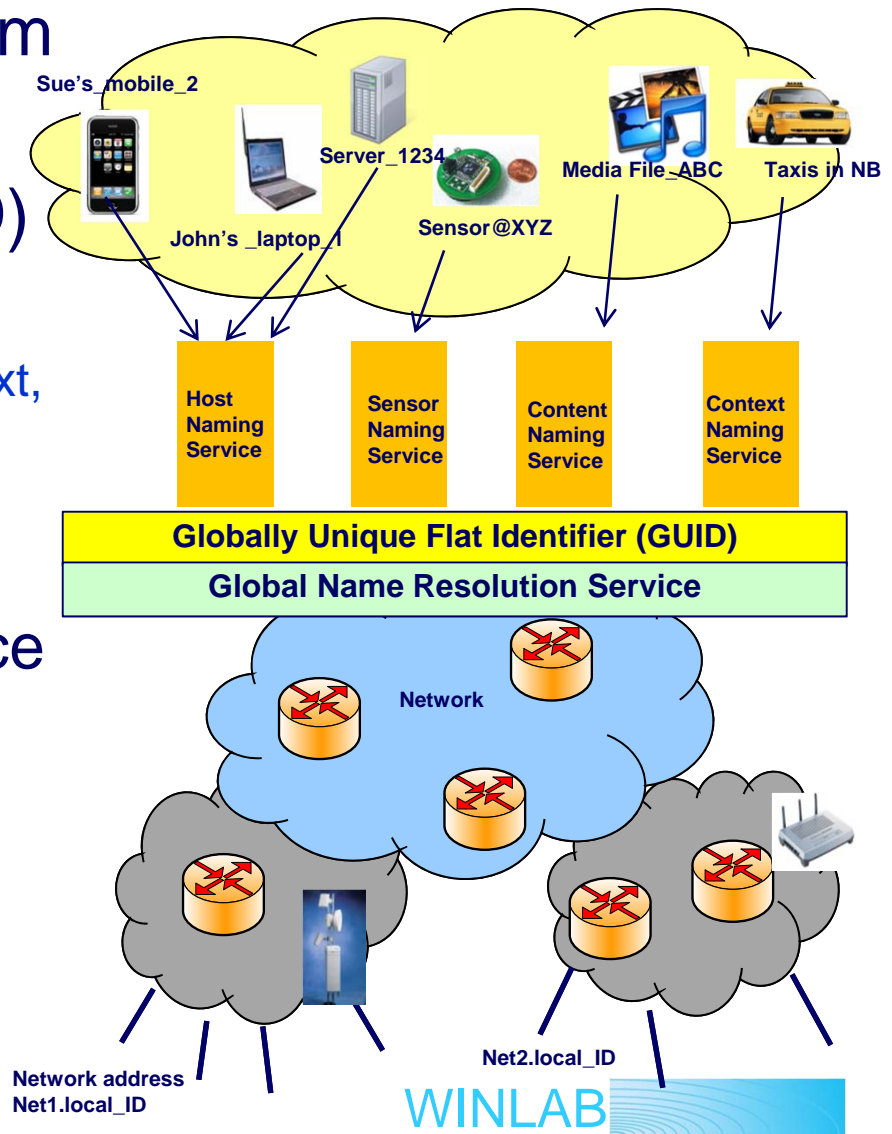 m
Sue's_mobile_2
Server_1234
Media File_ABC
Taxis in NB
)
John's _laptop_1
Sensor@XYZ
xt,
Host
Naming
Service
Sensor
Naming
Service
Content
Naming
Service
Context
Naming
Service
Globally Unique Flat Identifier (GUID)
Global Name Resolution Service
ce
Network
Net2.local_ID
Network address
Net1.local_ID
WINLAB